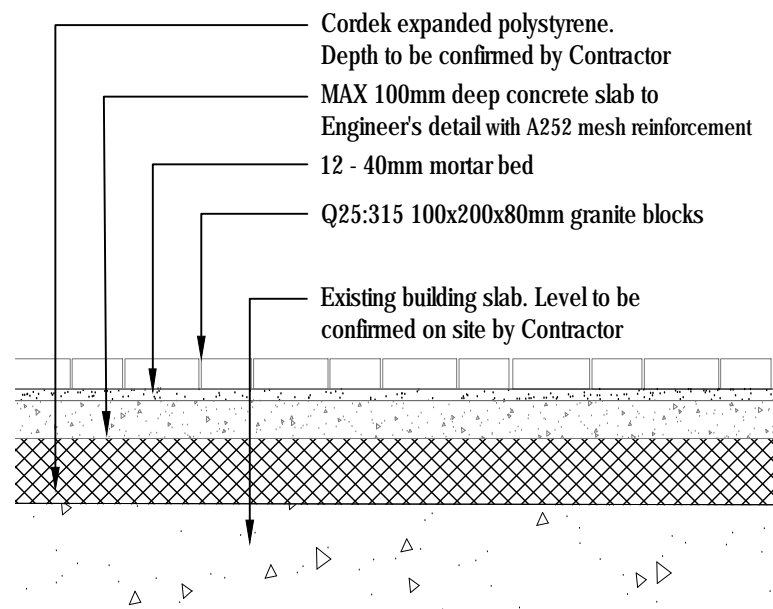 Cordek expanded polystyrene.
Depth to be confirmed by Contractor
MAX 100mm deep concrete slab to
Engineer's detail with A252 mesh reinforcement
12 - 40mm mortar bed
Q25:315 100x200x80mm granite blocks
Existing building slab. Level to be
confirmed on site by Contractor